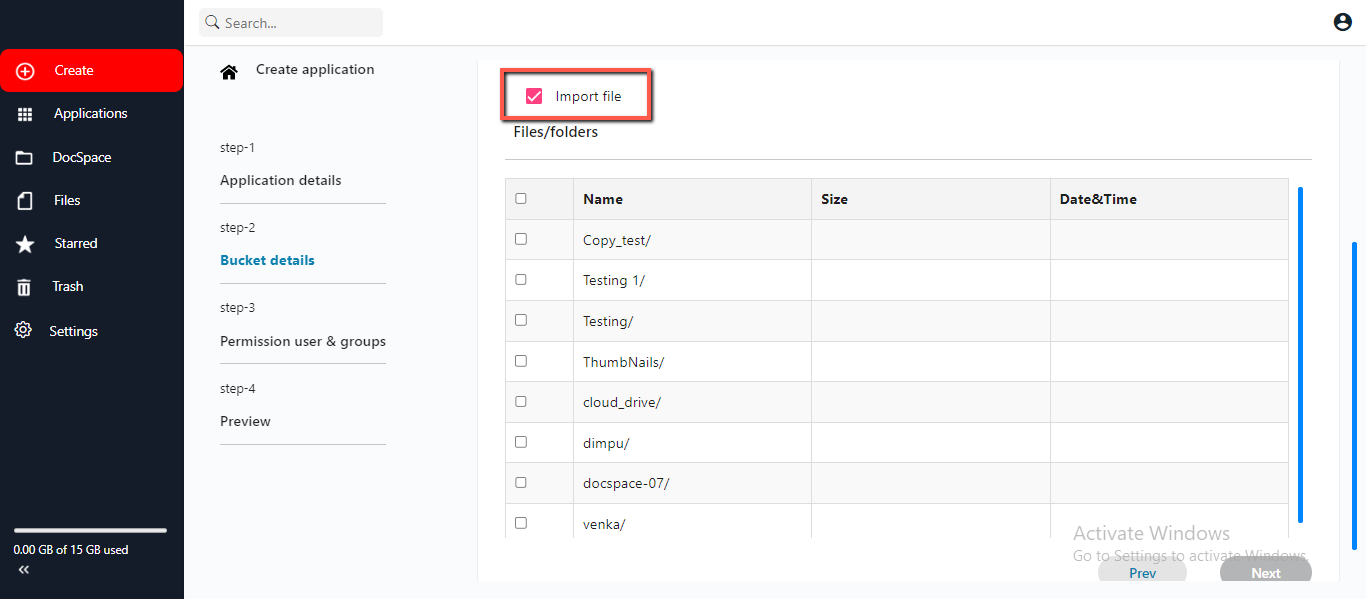 Search...
Create
Applications
DocSpace
Files
Starred
Trash
Settings
0.00 GB of 15 GB used
Create application
step-1
Application details
step-2
Bucket details
step-3
Permission user & groups
step-4
Preview
Import file
Files/folders
Name Size Date&Time
Copy_test/
Testing 1/
Testing/
ThumbNails/
cloud_drive/
dimpu/
docspace-07/
venka/
Activate Windows
Go to Settings to activate Windows.
Prev Next